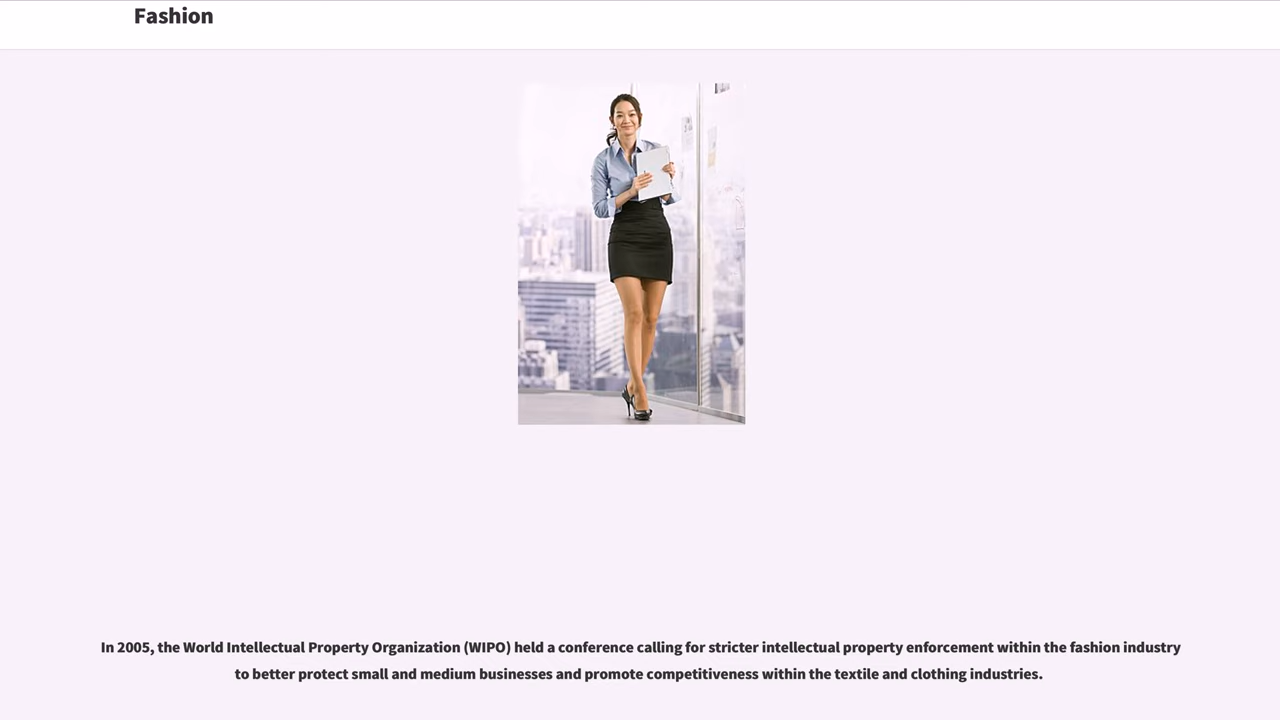 Fashion
In 2005, the World Intellectual Property Organization (WIPO) held a conference calling for stricter intellectual property enforcement within the fashion industry
to better protect small and medium businesses and promote competitiveness within the textile and clothing industries.